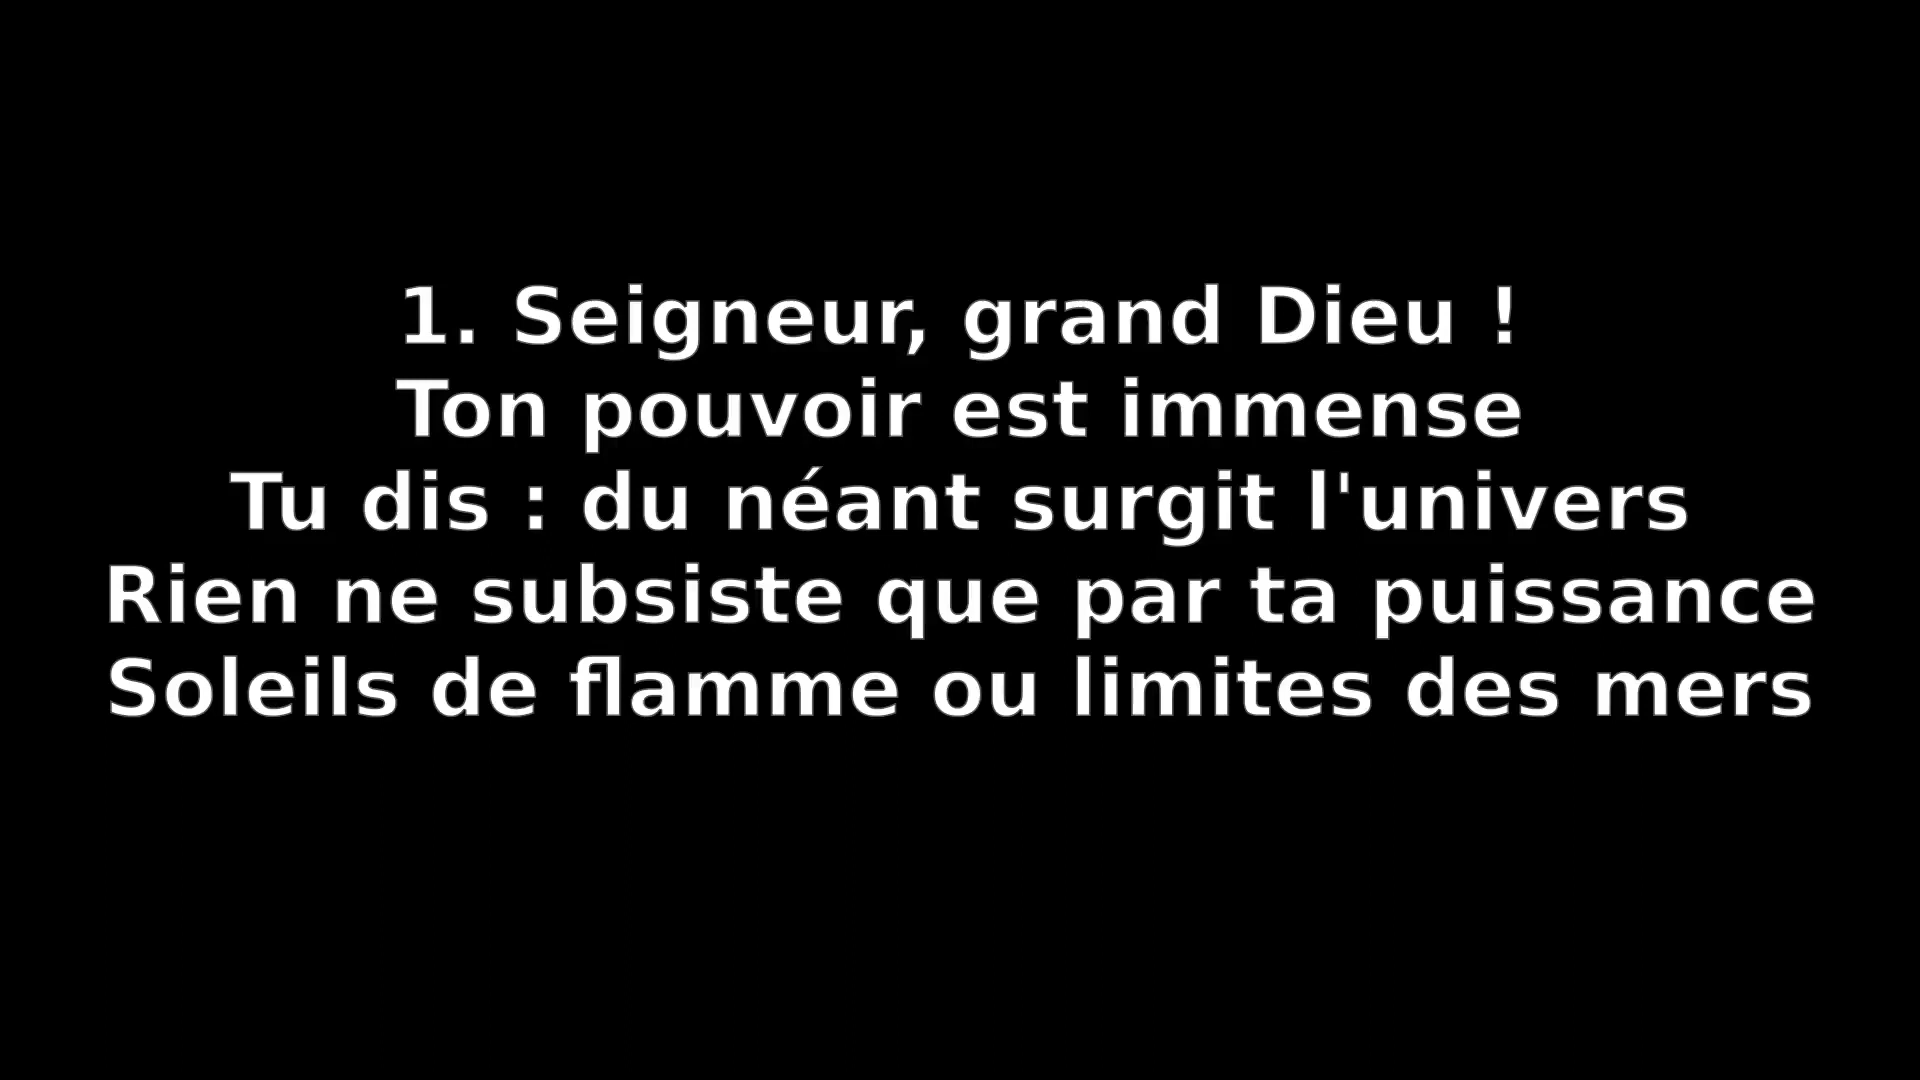 1. Seigneur, grand Dieu !
Ton pouvoir est immense
Tu dis : du néant surgit l'univers
Rien ne subsiste que par ta puissance
Soleils de flamme ou limites des mers